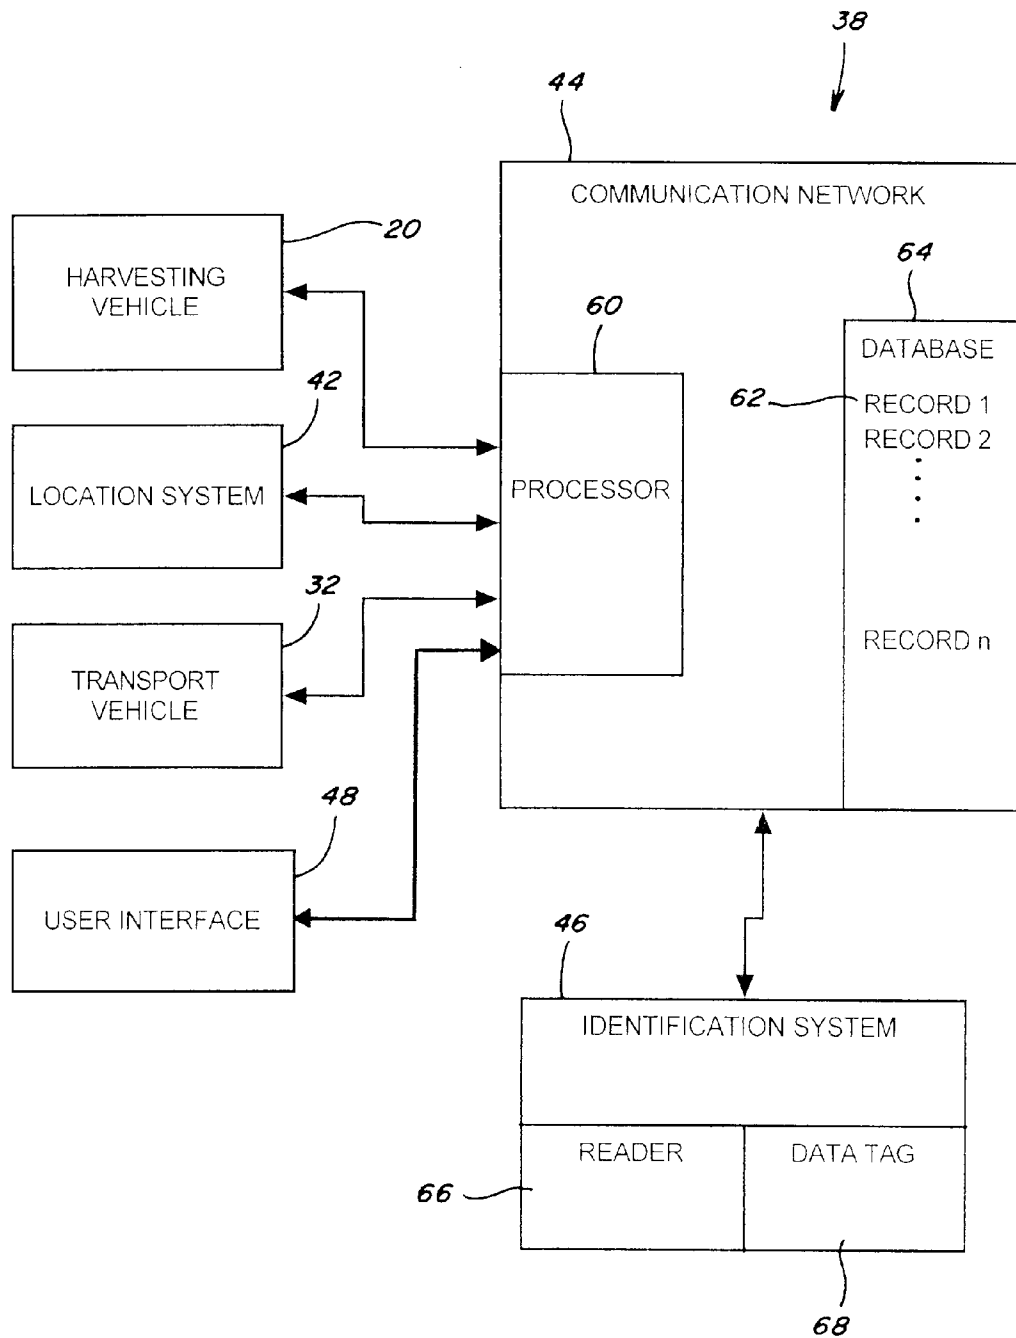 38
44
COMMUNICATION NETWORK
20
HARVESTING
VEHICLE
64
60
DATABASE
62
RECORD 1
RECORD 2
42
LOCATION SYSTEM
PROCESSOR
32
RECORD n
TRANSPORT
VEHICLE
48
USER INTERFACE
46
IDENTIFICATION SYSTEM
READER
DATA TAG
66
68